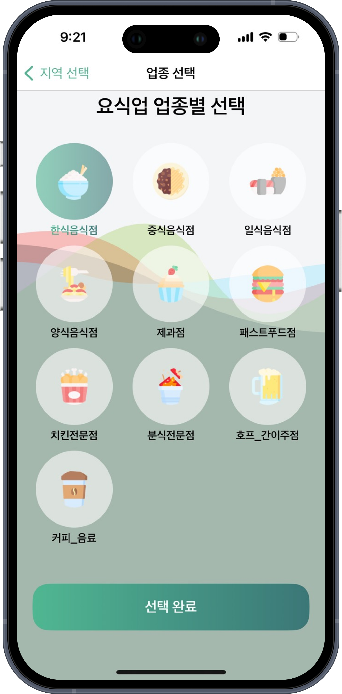 9:21
지역 선택 업종 선택
요식업 업종별 선택
한식음식점 중식음식점 일식음식점
양식음식점 제과점 패스트푸드점
치킨전문점 분식전문점 호프_간이주점
커피_음료
선택 완료